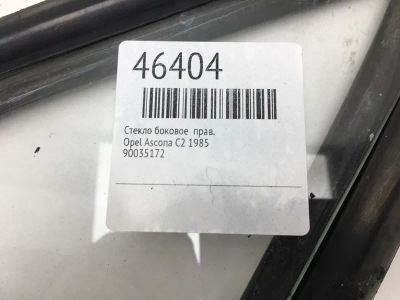 46404
Стекло боковое прав.
Opel Ascona C2 1985
90035172